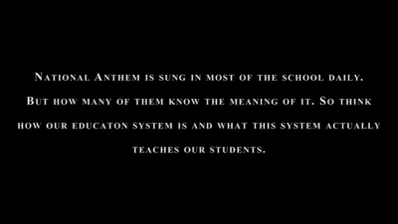 National Anthem is sung in most of the school daily.
But how many of them know the meaning of it. So think
how our educaton system is and what this system actually
teaches our students.